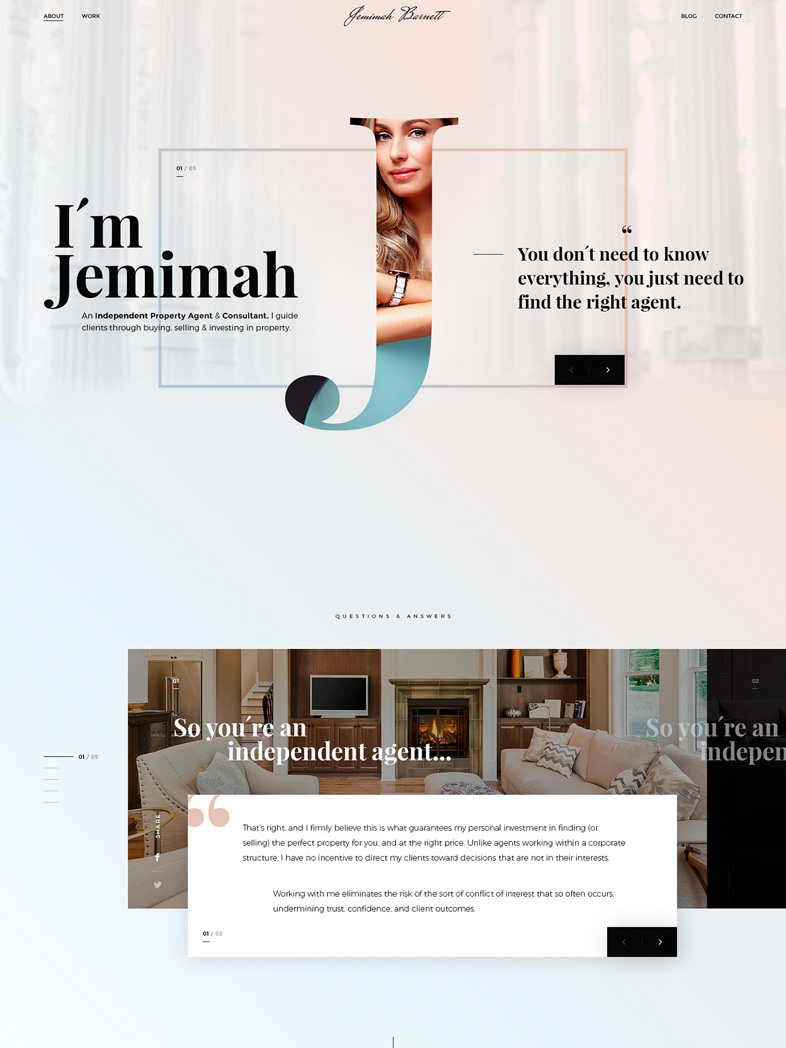 ABOUT
WORK
Jemimah Barnett
BLOG
CONTACT
01 / 03
I´m
Jemimah
An Independent Property Agent & Consultant. I guide
clients through buying, selling & investing in property.
“
You don´t need to know
everything, you just need to
find the right agent.
QUESTIONS & ANSWERS
01
So you´re an
independent agent...
02
So you´re an
indepen
01 / 05
SHARE
“
That's right, and I firmly believe this is what guarantees my personal investment in finding (or
selling) the perfect property for you, and at the right price. Unlike agents working within a corporate
structure, I have no incentive to direct my clients toward decisions that are not in their interests.
Working with me eliminates the risk of the sort of conflict of interest that so often occurs,
undermining trust, confidence, and client outcomes.
01 / 02